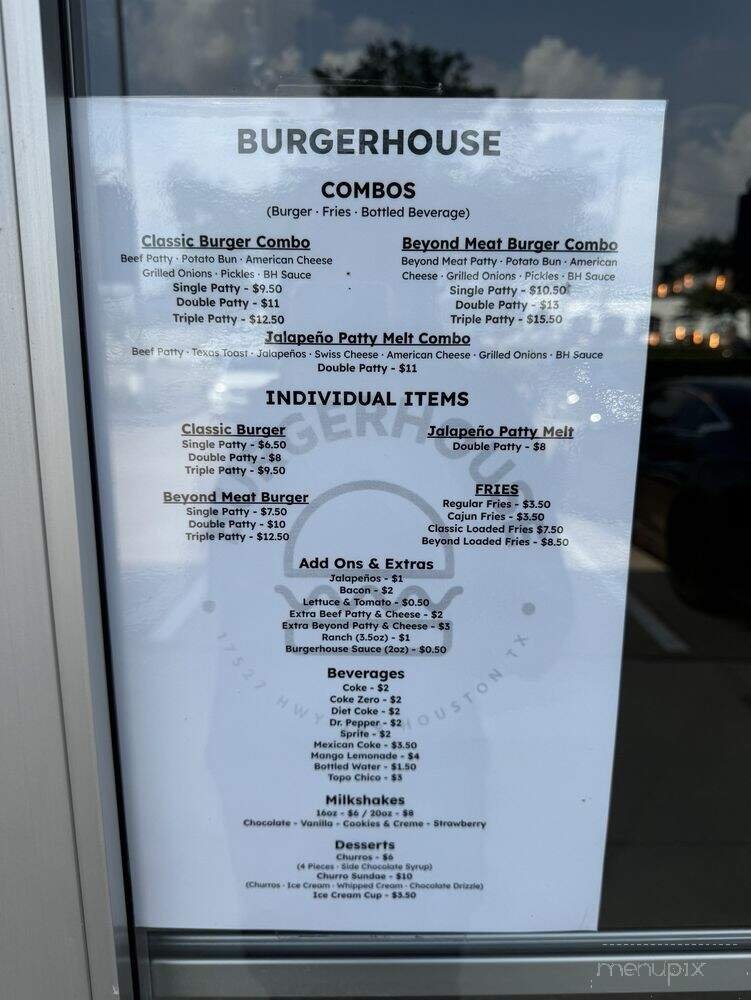 BURGERHOUSE
COMBOS
(Burger · Fries · Bottled Beverage)
Classic Burger Combo
Beef Patty · Potato Bun · American Cheese
Grilled Onions · Pickles · BH Sauce
Single Patty - $9.50
Double Patty - $11
Triple Patty - $12.50
Beyond Meat Burger Combo
Beyond Meat Patty · Potato Bun · American
Cheese · Grilled Onions · Pickles · BH Sauce
Single Patty - $10.50
Double Patty - $13
Triple Patty - $15.50
Jalapeño Patty Melt Combo
Beef Patty · Texas Toast · Jalapeños · Swiss Cheese · American Cheese · Grilled Onions · BH Sauce
Double Patty - $11
INDIVIDUAL ITEMS
Classic Burger
Single Patty - $6.50
Double Patty - $8
Triple Patty - $9.50
Jalapeño Patty Melt
Double Patty - $8
Beyond Meat Burger
Single Patty - $7.50
Double Patty - $10
Triple Patty - $12.50
FRIES
Regular Fries - $3.50
Cajun Fries - $3.50
Classic Loaded Fries $7.50
Beyond Loaded Fries - $8.50
Add Ons & Extras
Jalapeños - $1
Bacon - $2
Lettuce & Tomato - $0.50
Extra Beef Patty & Cheese - $2
Extra Beyond Patty & Cheese - $3
Ranch (3.5oz) - $1
Burgerhouse Sauce (2oz) - $0.50
Beverages
Coke - $2
Coke Zero - $2
Diet Coke - $2
Dr. Pepper - $2
Sprite - $2
Mexican Coke - $3.50
Mango Lemonade - $4
Bottled Water - $1.50
Topo Chico - $3
Milkshakes
16oz - $6 / 20oz - $8
Chocolate - Vanilla - Cookies & Creme - Strawberry
Desserts
Churros - $6
(4 Pieces · Side Chocolate Syrup)
Churro Sundae - $10
(Churros · Ice Cream · Whipped Cream · Chocolate Drizzle)
Ice Cream Cup - $3.50
BURGERHOUSE
17527 HWY HOUSTON TX
menupix